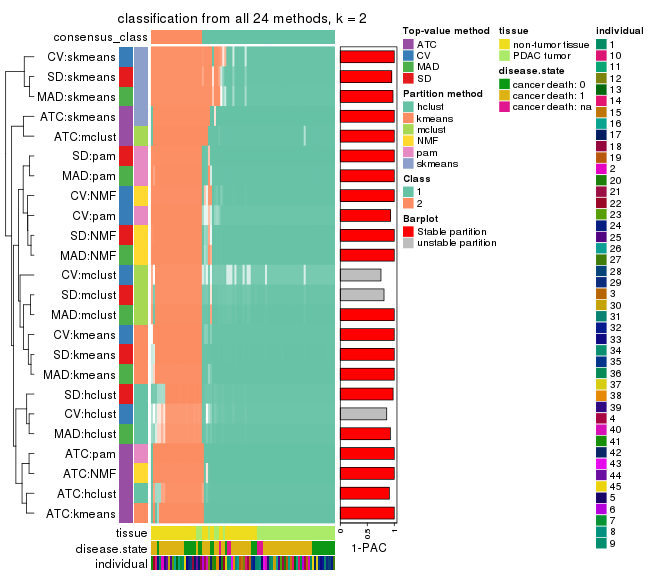 classification from all 24 methods, k = 2
consensus_class
CV:skmeans
SD:skmeans
MAD:skmeans
ATC:skmeans
ATC:mclust
SD:pam
MAD:pam
CV:NMF
CV:pam
SD:NMF
MAD:NMF
CV:mclust
SD:mclust
MAD:mclust
CV:kmeans
SD:kmeans
MAD:kmeans
SD:hclust
CV:hclust
MAD:hclust
ATC:pam
ATC:NMF
ATC:hclust
ATC:kmeans
tissue
disease.state
individual
0
0.5
1
1-PAC
Top-value method
ATC
CV
MAD
SD
Partition method
hclust
kmeans
mclust
NMF
pam
skmeans
Class
1
2
Barplot
Stable partition
unstable partition
tissue
non-tumor tissue
PDAC tumor
disease.state
cancer death: 0
cancer death: 1
cancer death: na
individual
1
10
11
12
13
14
15
16
17
18
19
2
20
21
22
23
24
25
26
27
28
29
3
30
31
32
33
34
35
36
37
38
39
4
40
41
42
43
44
45
5
6
7
8
9